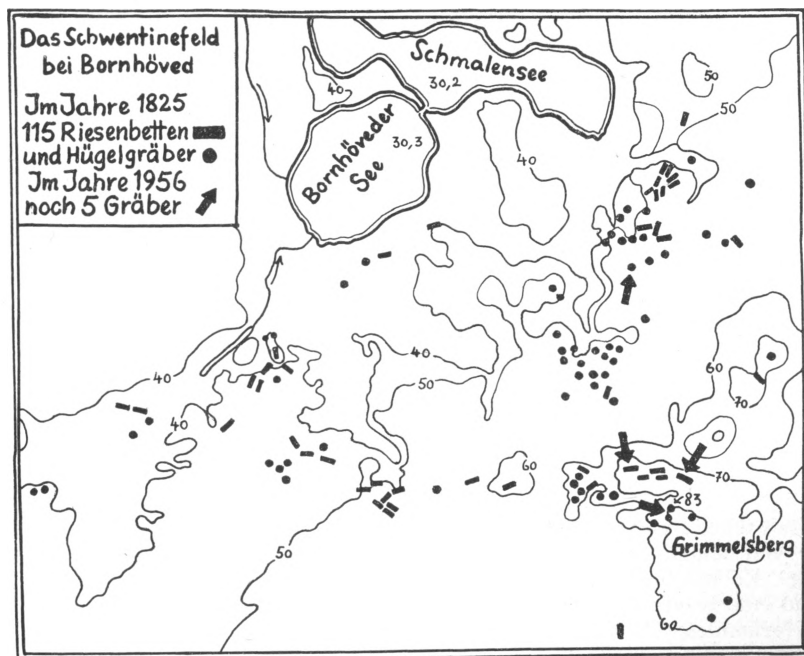 Das Schwentinefeld
bei Bornhöved
Jm Jahre 1825
115 Riesenbetten
und Hügelgräber
Jm Jahre 1956
noch 5 Gräber
Schmalensee
30,2
40
Bornhöveder
See
30,3
40
50
50
40
40
40
50
60
70
60
70
83
Grimmelsberg
50
60